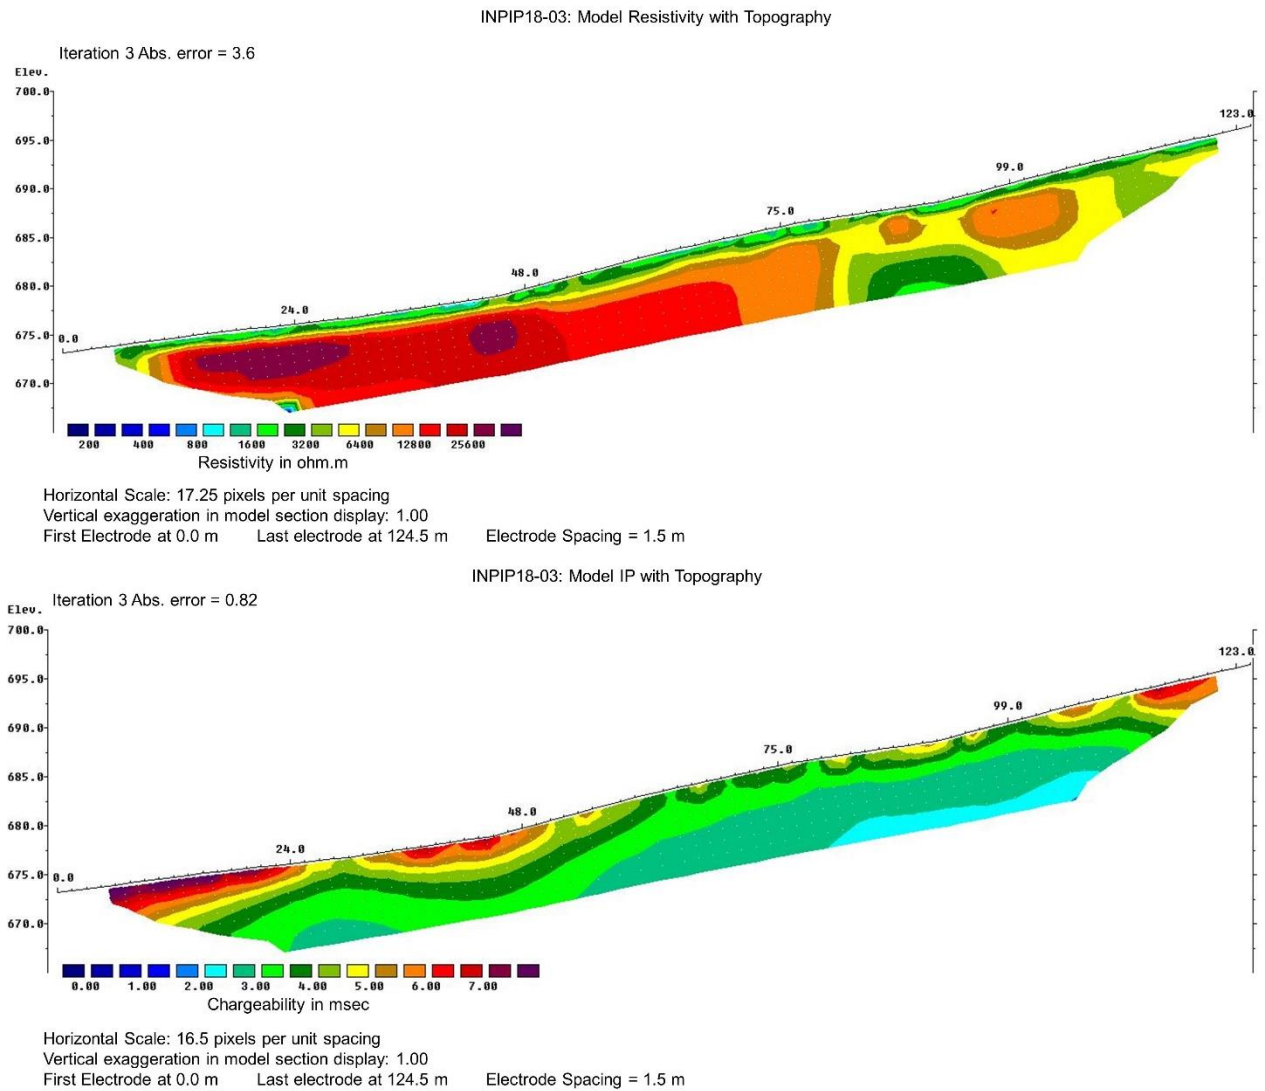 INPIP18-03: Model Resistivity with Topography
Iteration 3 Abs. error = 3.6
Elev.
700.0
123.0
695.0
99.0
690.0
75.0
685.0
48.0
680.0
24.0
675.0
0.0
670.0
200 400 800 1600 3200 6400 12800 25600
Resistivity in ohm.m
Horizontal Scale: 17.25 pixels per unit spacing
Vertical exaggeration in model section display: 1.00
First Electrode at 0.0 m Last electrode at 124.5 m Electrode Spacing = 1.5 m
INPIP18-03: Model IP with Topography
Iteration 3 Abs. error = 0.82
Elev.
700.0
123.0
695.0
99.0
690.0
75.0
685.0
48.0
680.0
24.0
675.0
0.0
670.0
0.00 1.00 2.00 3.00 4.00 5.00 6.00 7.00
Chargeability in msec
Horizontal Scale: 16.5 pixels per unit spacing
Vertical exaggeration in model section display: 1.00
First Electrode at 0.0 m Last electrode at 124.5 m Electrode Spacing = 1.5 m